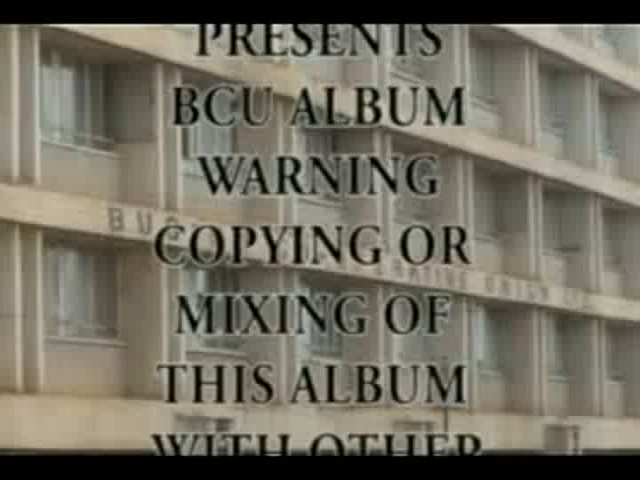 PRESENTS
BCU ALBUM
WARNING
COPYING OR
MIXING OF
THIS ALBUM
WITH OTHER